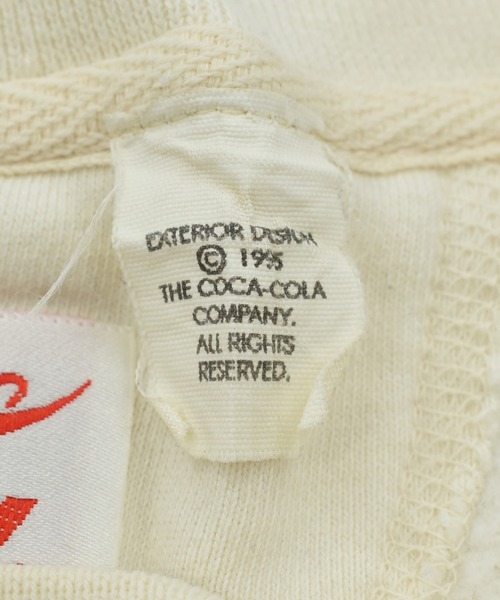 EXTERIOR DESIGN
© 1995
THE COCA-COLA
COMPANY.
ALL RIGHTS
RESERVED.